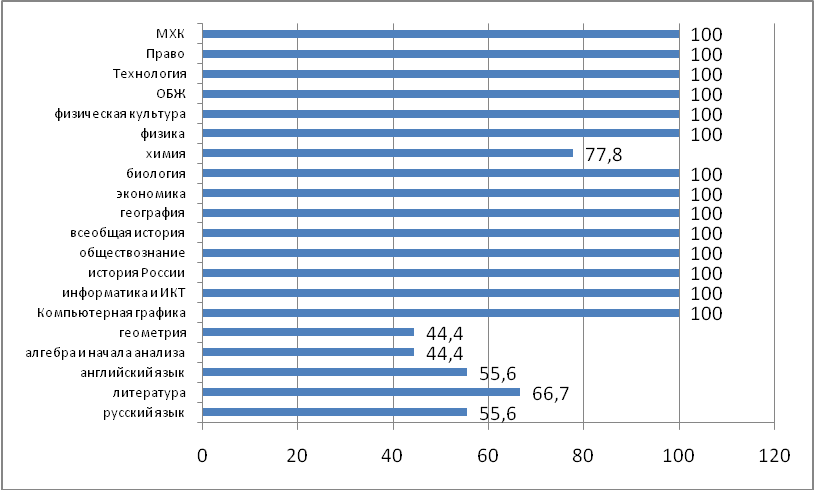 МХК 100
Право 100
Технология 100
ОБЖ 100
физическая культура 100
физика 100
химия 77,8
биология 100
экономика 100
география 100
всеобщая история 100
обществознание 100
история России 100
информатика и ИКТ 100
Компьютерная графика 100
геометрия 44,4
алгебра и начала анализа 44,4
английский язык 55,6
литература 66,7
русский язык 55,6
0 20 40 60 80 100 120